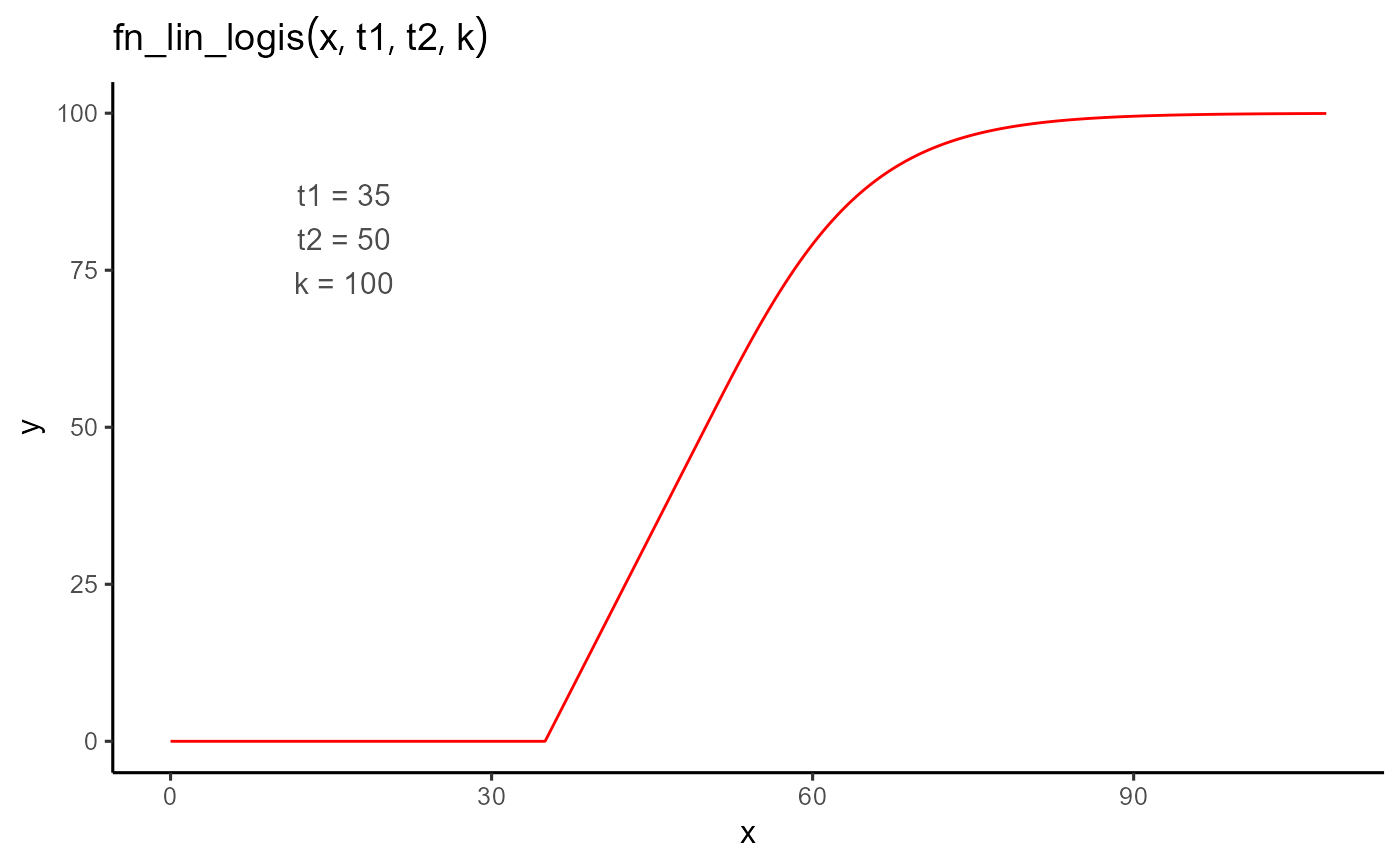 fn_lin_logis(x, t1, t2, k)
100
75
50
25
0
y
t1 = 35
t2 = 50
k = 100
0
30
60
90
x